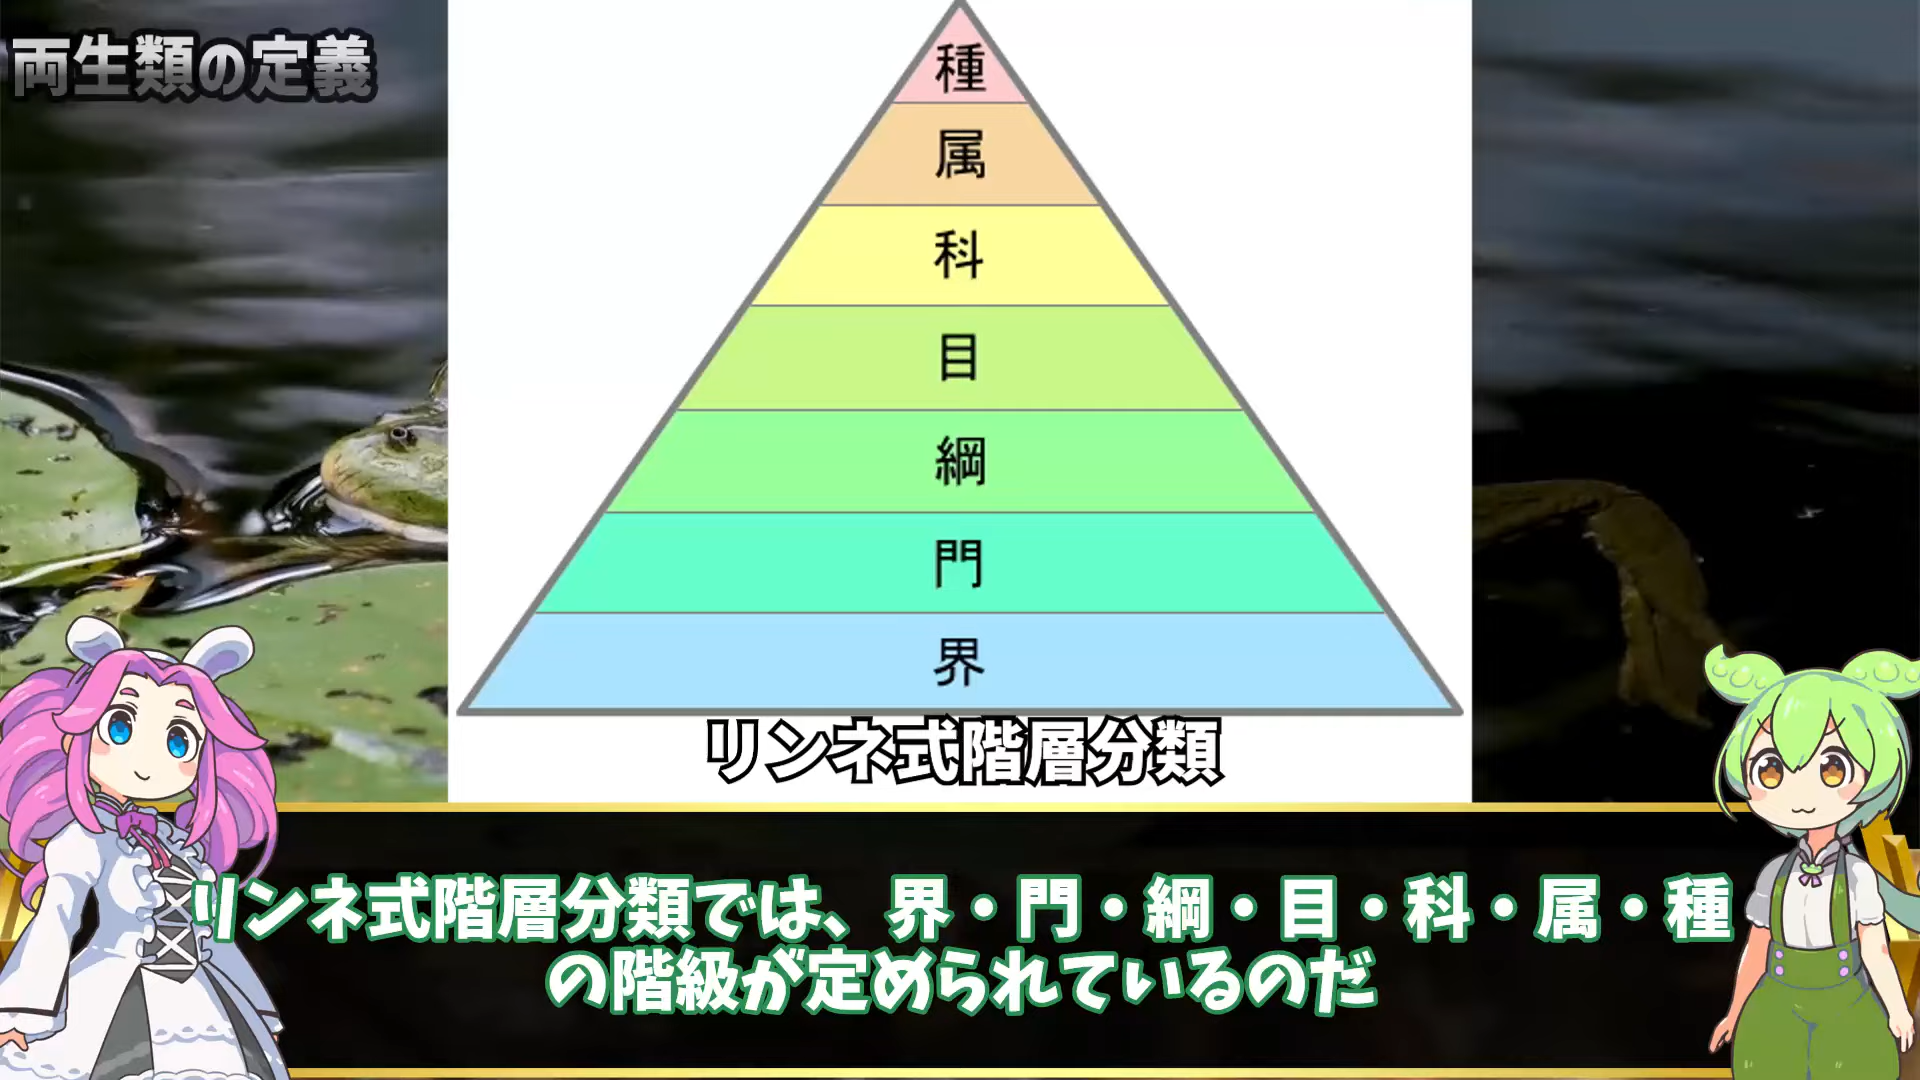 両生類の定義
種
属
科
目
綱
門
界
リンネ式階層分類
リンネ式階層分類では、界・門・綱・目・科・属・種
の階級が定められているのだ